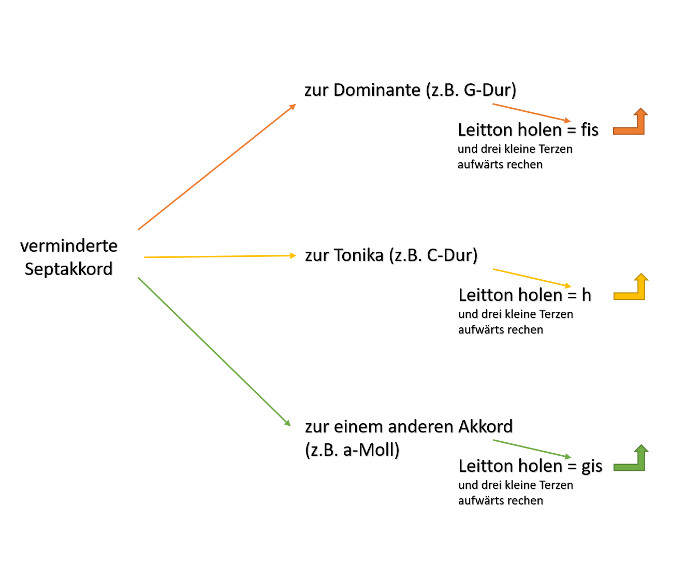 zur Dominante (z.B. G-Dur)
Leitton holen = fis
und drei kleine Terzen
aufwärts rechen
verminderte
Septakkord
zur Tonika (z.B. C-Dur)
Leitton holen = h
und drei kleine Terzen
aufwärts rechen
zur einem anderen Akkord
(z.B. a-Moll)
Leitton holen = gis
und drei kleine Terzen
aufwärts rechen